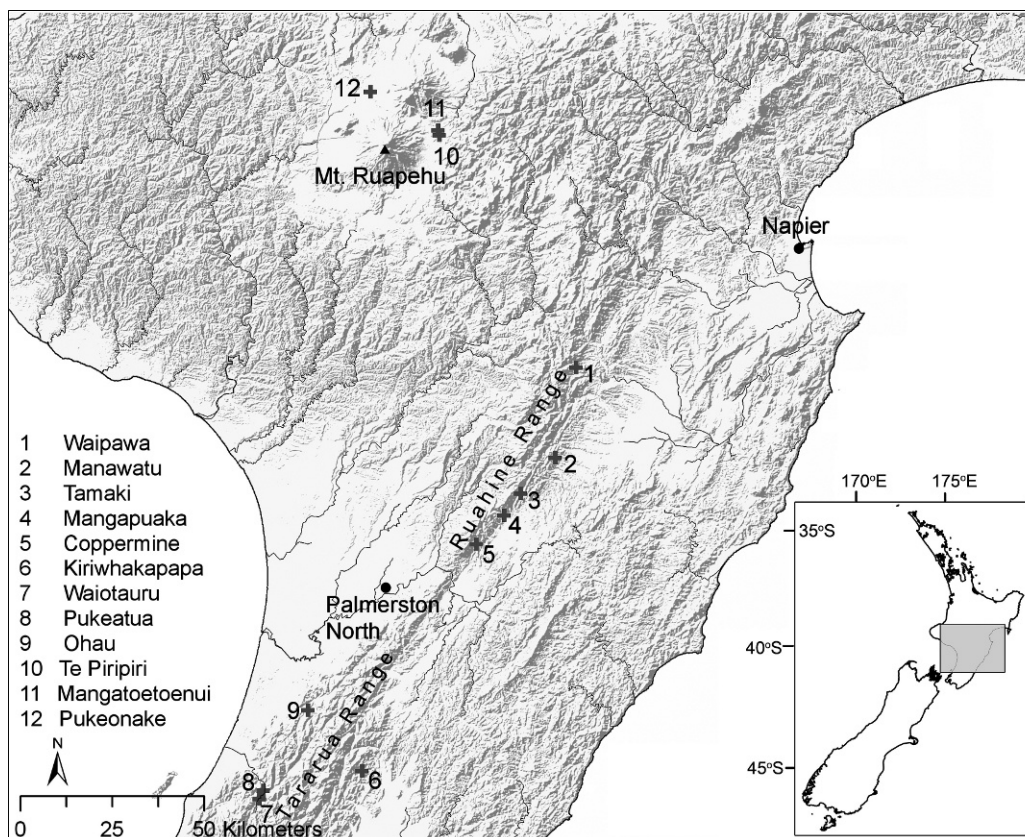 12
11
10
Mt. Ruapehu
Napier
1
Ruahine Range
2
3
4
5
Palmerston
North
9
Tararua Range
6
8
7
1 Waipawa
2 Manawatu
3 Tamaki
4 Mangapuaka
5 Coppermine
6 Kiriwhakapapa
7 Waiotauru
8 Pukeatua
9 Ohau
10 Te Piripiri
11 Mangatoetoenui
12 Pukeonake
N
0 25 50 Kilometers
170°E 175°E
35°S
40°S
45°S